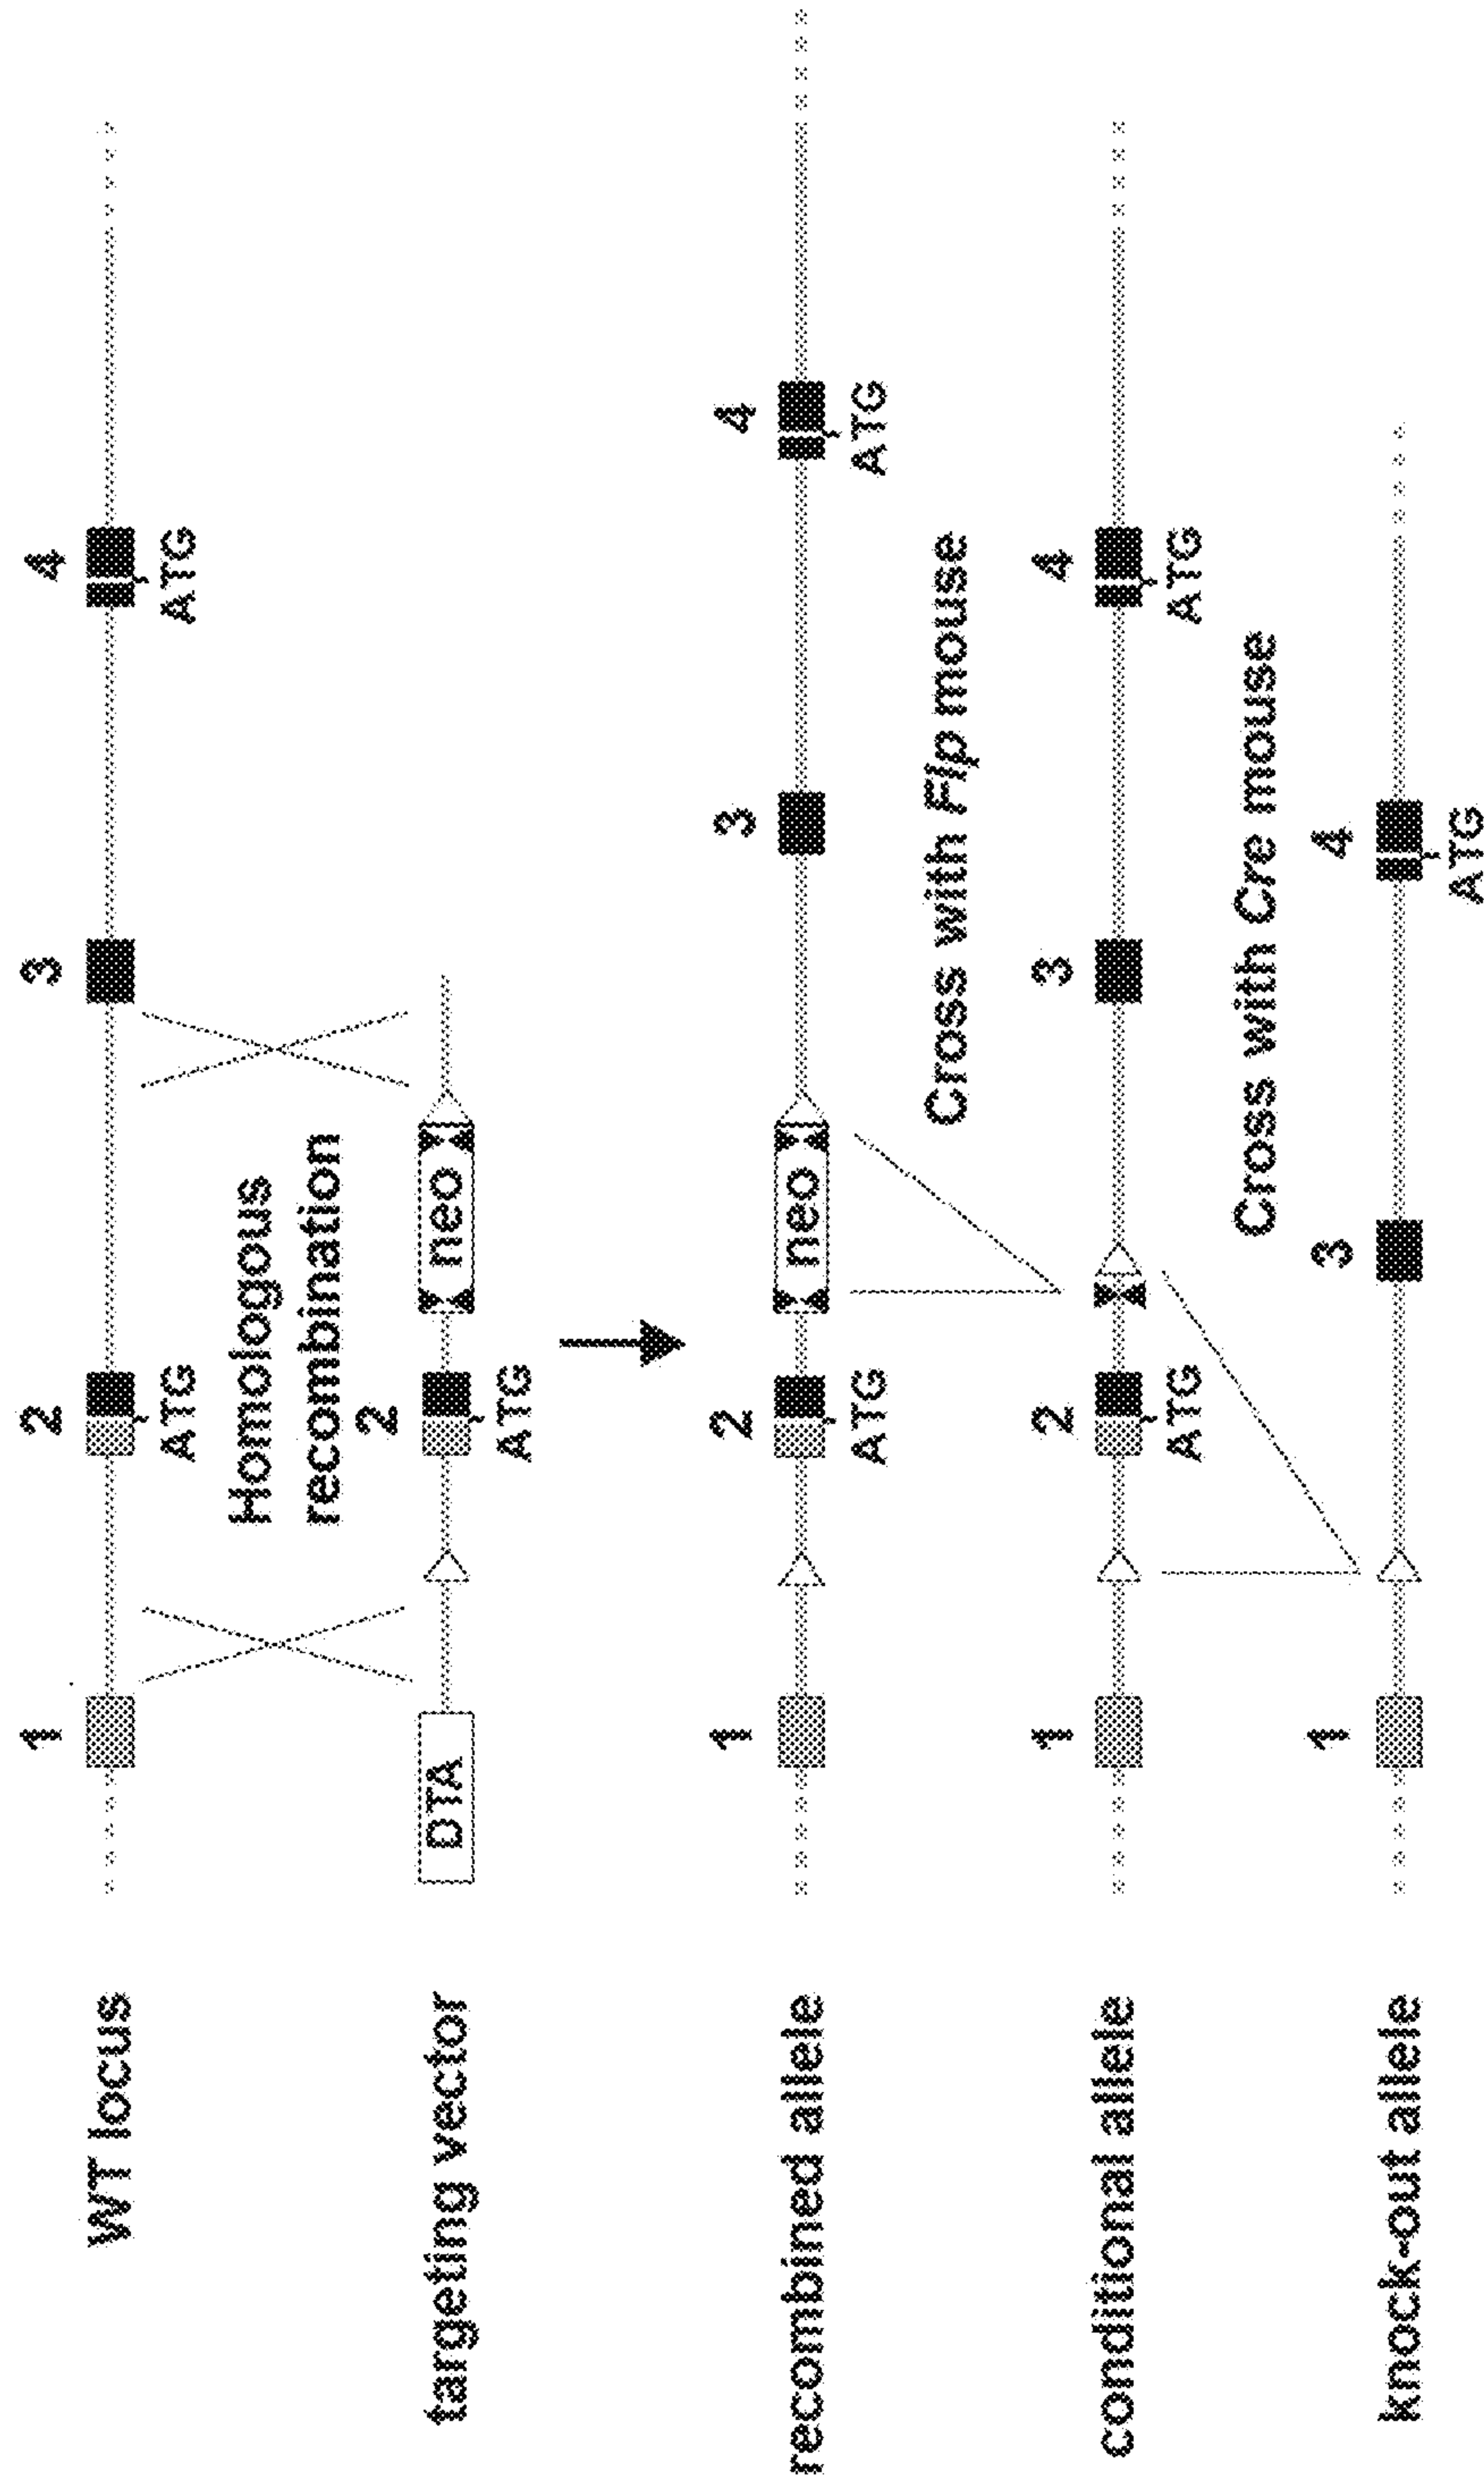 WT locus
1
2
3
4
ATG
ATG
Homologous
recombination
targeting vector
DTA
2
ATG
neo
recombined allele
1
2
neo
3
4
ATG
ATG
Cross with Flp mouse
conditional allele
1
2
3
4
ATG
ATG
Cross with Cre mouse
knock-out allele
1
3
4
ATG